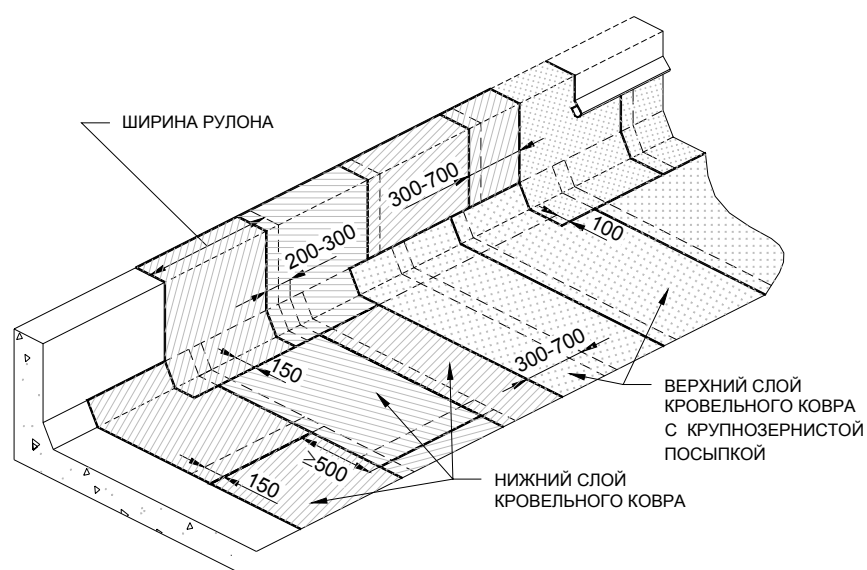 ШИРИНА РУЛОНА
300-700
200-300
100
300-700
150
≥500
150
ВЕРХНИЙ СЛОЙ
КРОВЕЛЬНОГО КОВРА
С КРУПНОЗЕРНИСТОЙ
ПОСЫПКОЙ
НИЖНИЙ СЛОЙ
КРОВЕЛЬНОГО КОВРА